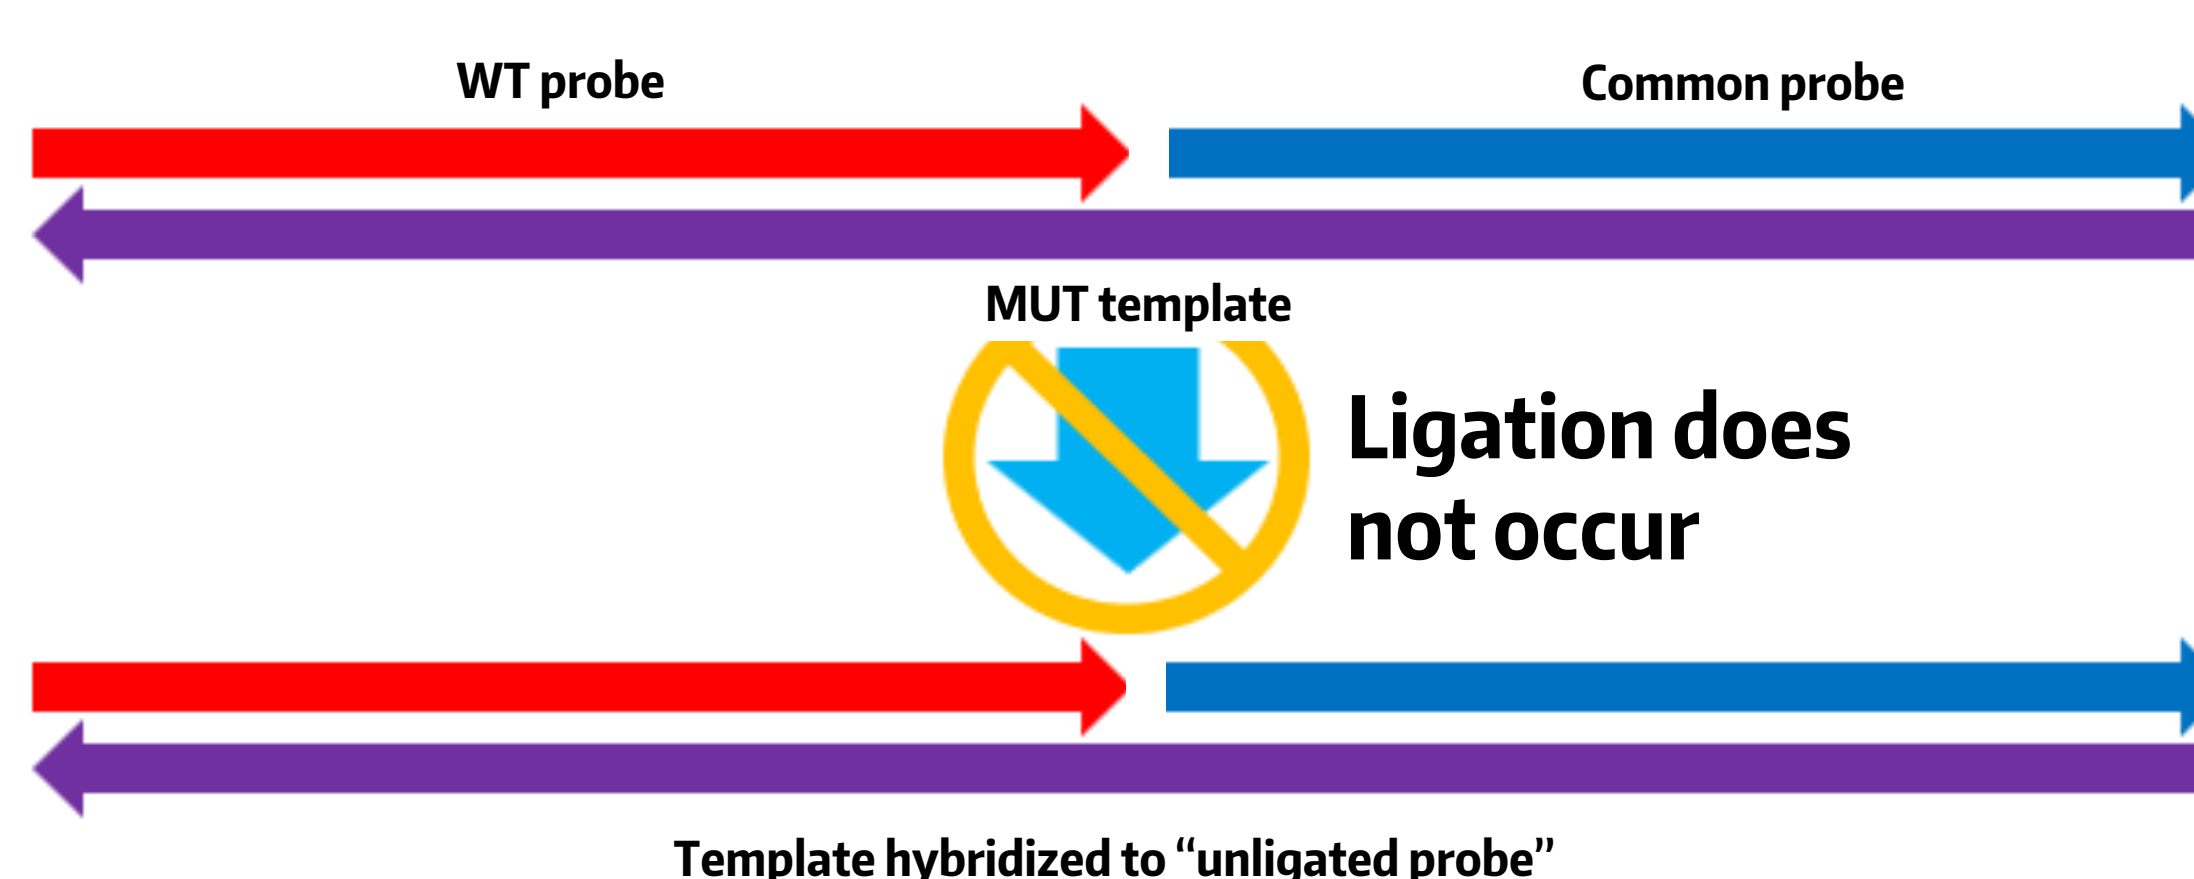 WT probe
Common probe
MUT template
Ligation does
not occur
Template hybridized to “unligated probe”